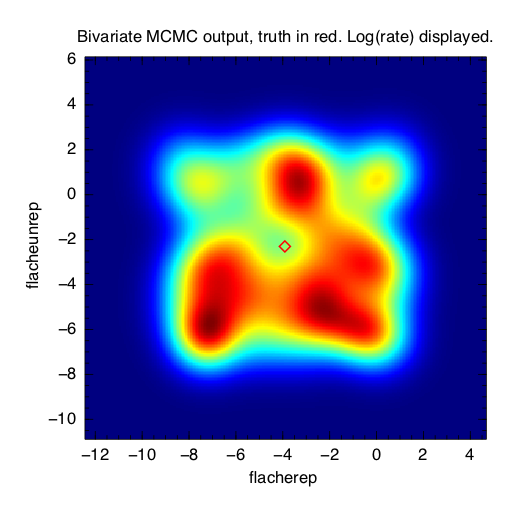 Bivariate MCMC output, truth in red. Log(rate) displayed.
6
4
2
0
−2
−4
−6
−8
−10
flacheunrep
−12 −10 −8 −6 −4 −2 0 2 4
flacherep